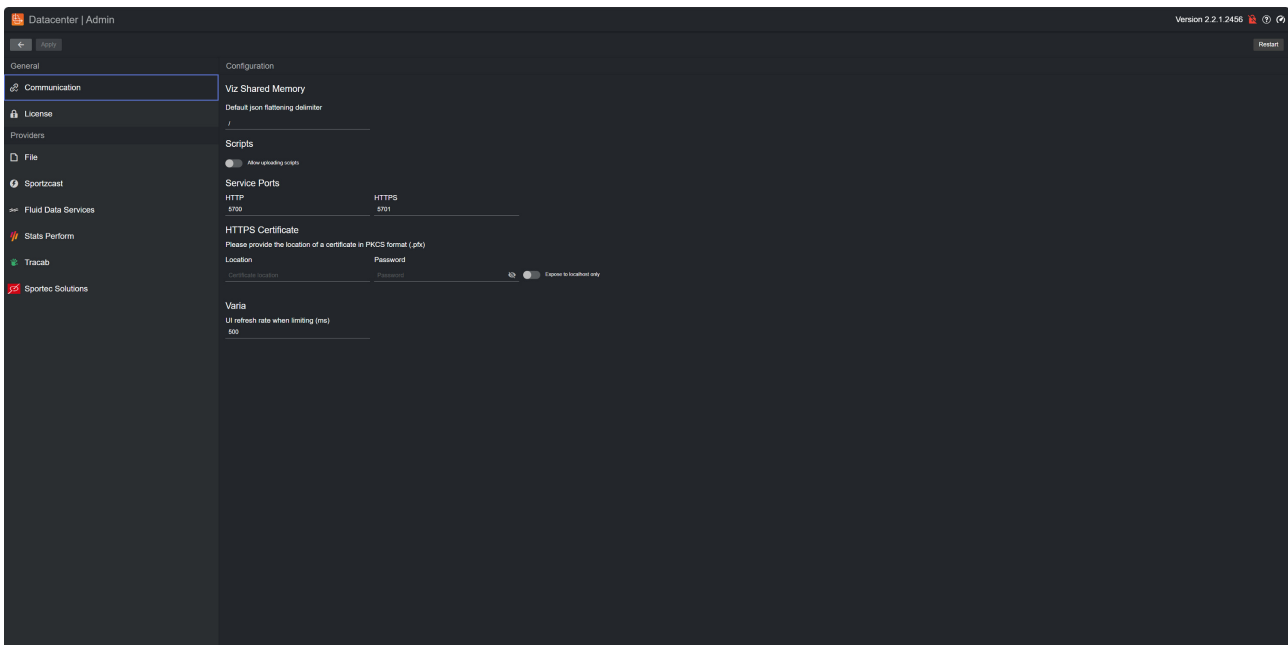 Datacenter | Admin
Version 2.2.1.2456
Apply
Restart
General
Configuration
Communication
License
Providers
File
Sportzcast
Fluid Data Services
Stats Perform
Tracab
Sportec Solutions
Viz Shared Memory
Default json flattening delimiter
/
Scripts
Allow uploading scripts
Service Ports
HTTP
HTTPS
5700
5701
HTTPS Certificate
Please provide the location of a certificate in PKCS format (.pfx)
Location
Password
Certificate location
Password
Expose to localhost only
Varia
UI refresh rate when limiting (ms)
500